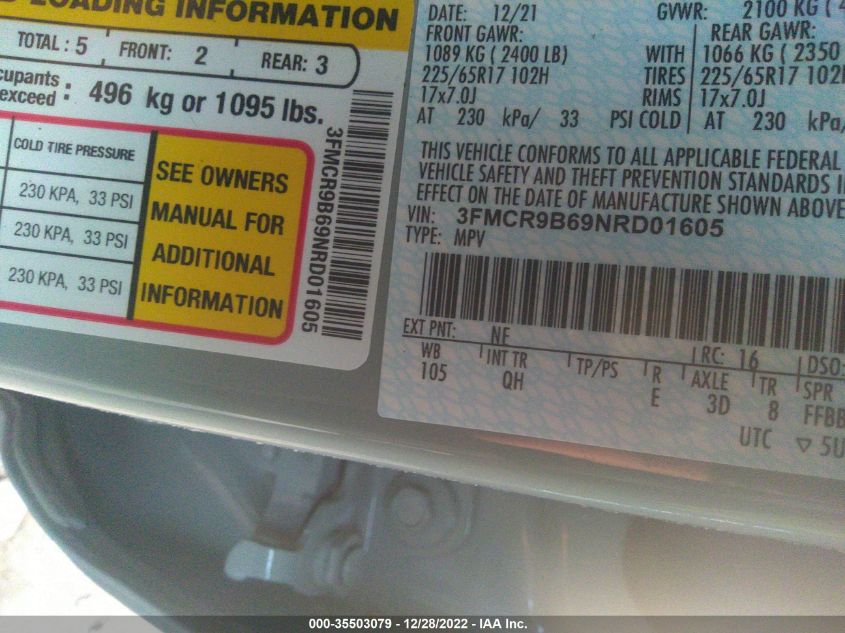 LOADING INFORMATION
TOTAL : 5 FRONT: 2 REAR: 3
cupants
exceed : 496 kg or 1095 lbs.
COLD TIRE PRESSURE
230 KPA, 33 PSI
230 KPA, 33 PSI
230 KPA, 33 PSI
SEE OWNERS
MANUAL FOR
ADDITIONAL
INFORMATION
3FMCR9B69NRD01605
DATE: 12/21 GVWR: 2100 KG (
FRONT GAWR: REAR GAWR:
1089 KG ( 2400 LB) WITH 1066 KG ( 2350
225/65R17 102H TIRES 225/65R17 102H
17x7.0J RIMS 17x7.0J
AT 230 kPa/ 33 PSI COLD AT 230 kPa/
THIS VEHICLE CONFORMS TO ALL APPLICABLE FEDERAL
VEHICLE SAFETY AND THEFT PREVENTION STANDARDS
EFFECT ON THE DATE OF MANUFACTURE SHOWN ABOVE
VIN: 3FMCR9B69NRD01605
TYPE: MPV
EXT PNT: NF RC: 16 DSO:
WB INT TR TP/PS R AXLE TR SPR
105 QH E 3D 8 FFBB
UTC ▽ 5U
000-35503079 - 12/28/2022 - IAA Inc.